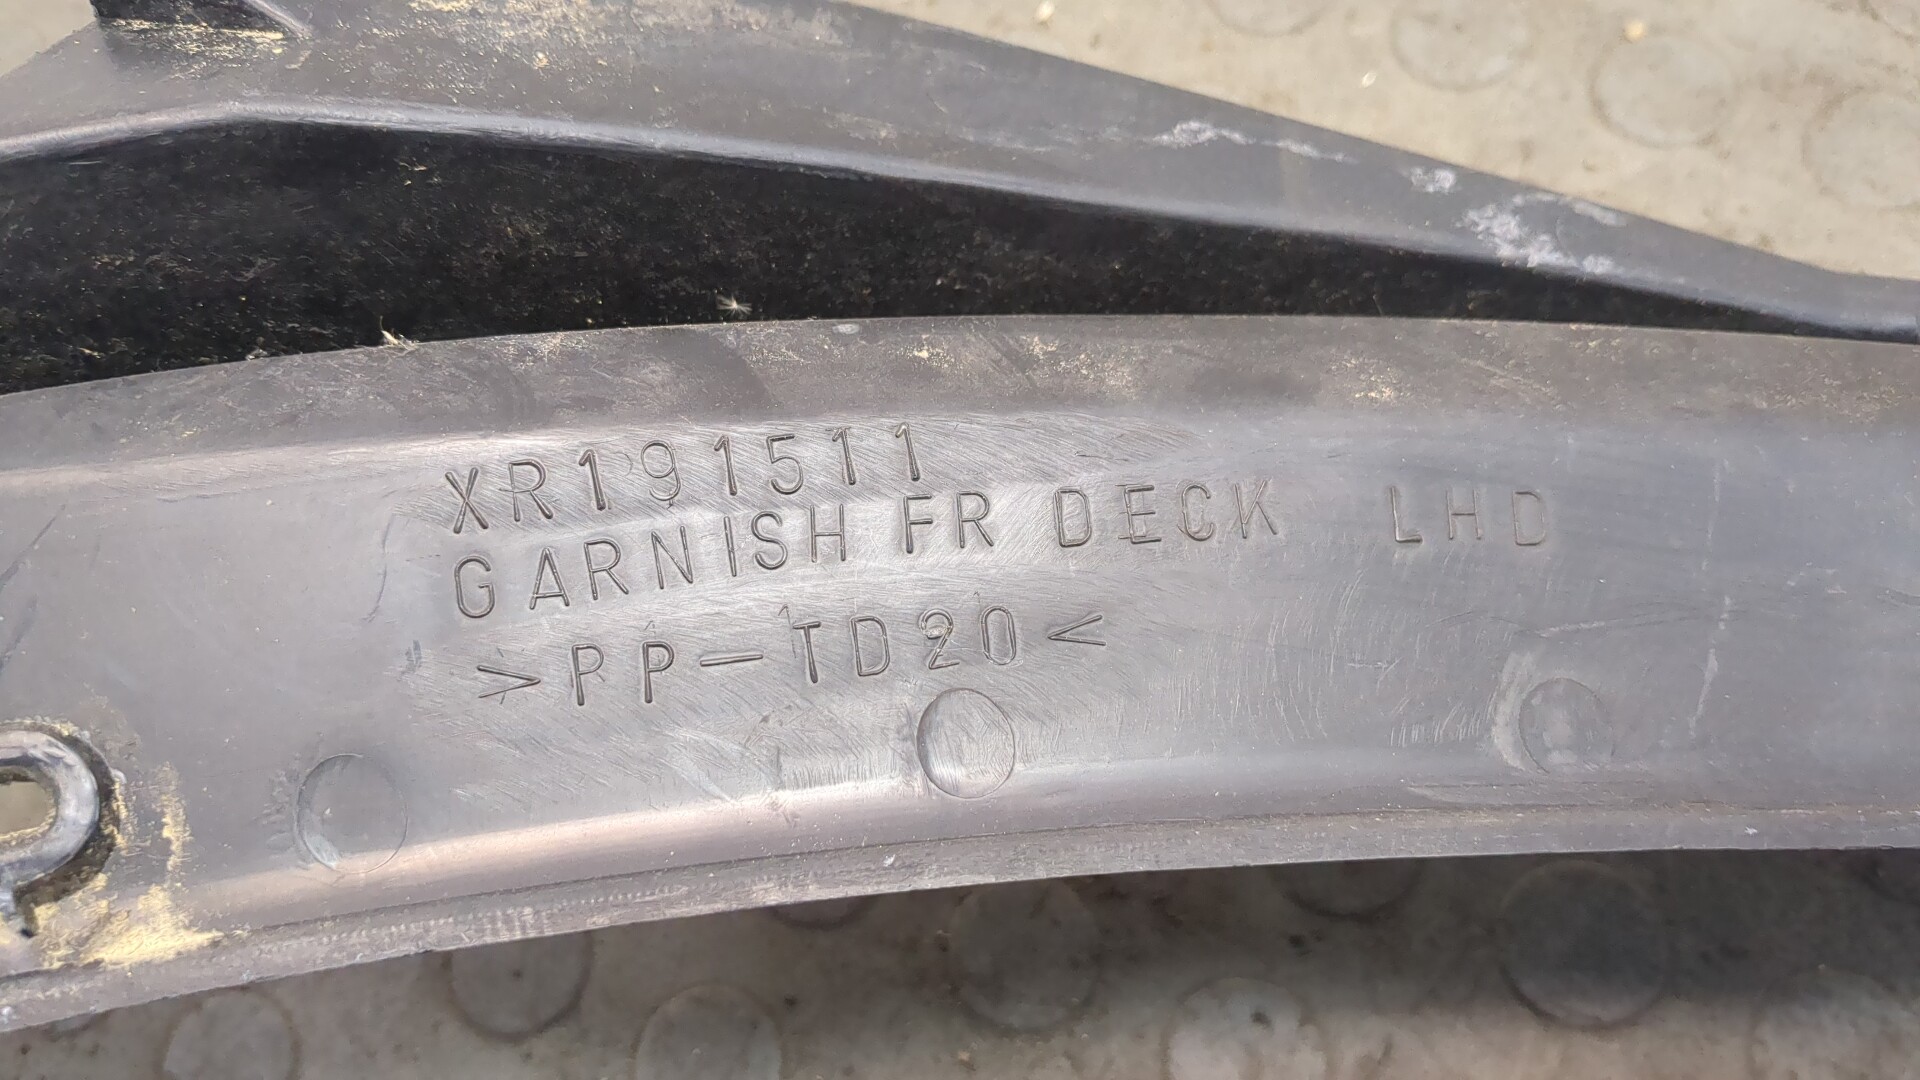 XR191511
GARNISH FR DECK LHD
>PP-TD20<